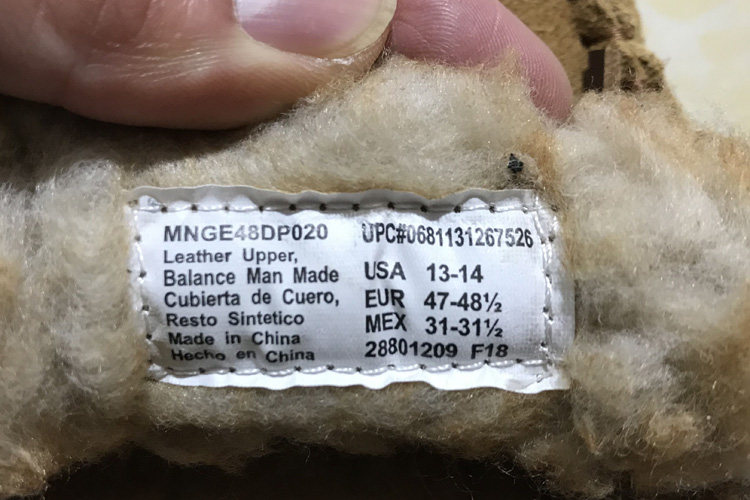 MNGE48DP020
Leather Upper,
Balance Man Made
Cubierta de Cuero,
Resto Sintetico
Made in China
Hecho en China
UPC#0681131267526
USA 13-14
EUR 47-48½
MEX 31-31½
28801209 F18